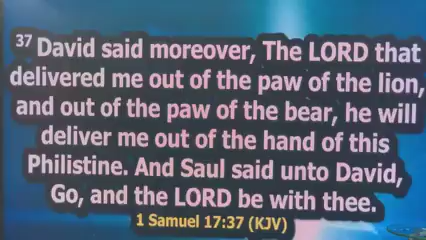 37 David said moreover, The LORD that
delivered me out of the paw of the lion,
and out of the paw of the bear, he will
deliver me out of the hand of this
Philistine. And Saul said unto David,
Go, and the LORD be with thee.
1 Samuel 17:37 (KJV)